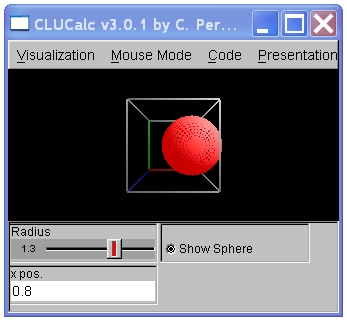 CLUCalc v3.0.1 by C. Per...
Visualization Mouse Mode Code Presentation
Radius
1.3
Show Sphere
x pos.
0.8